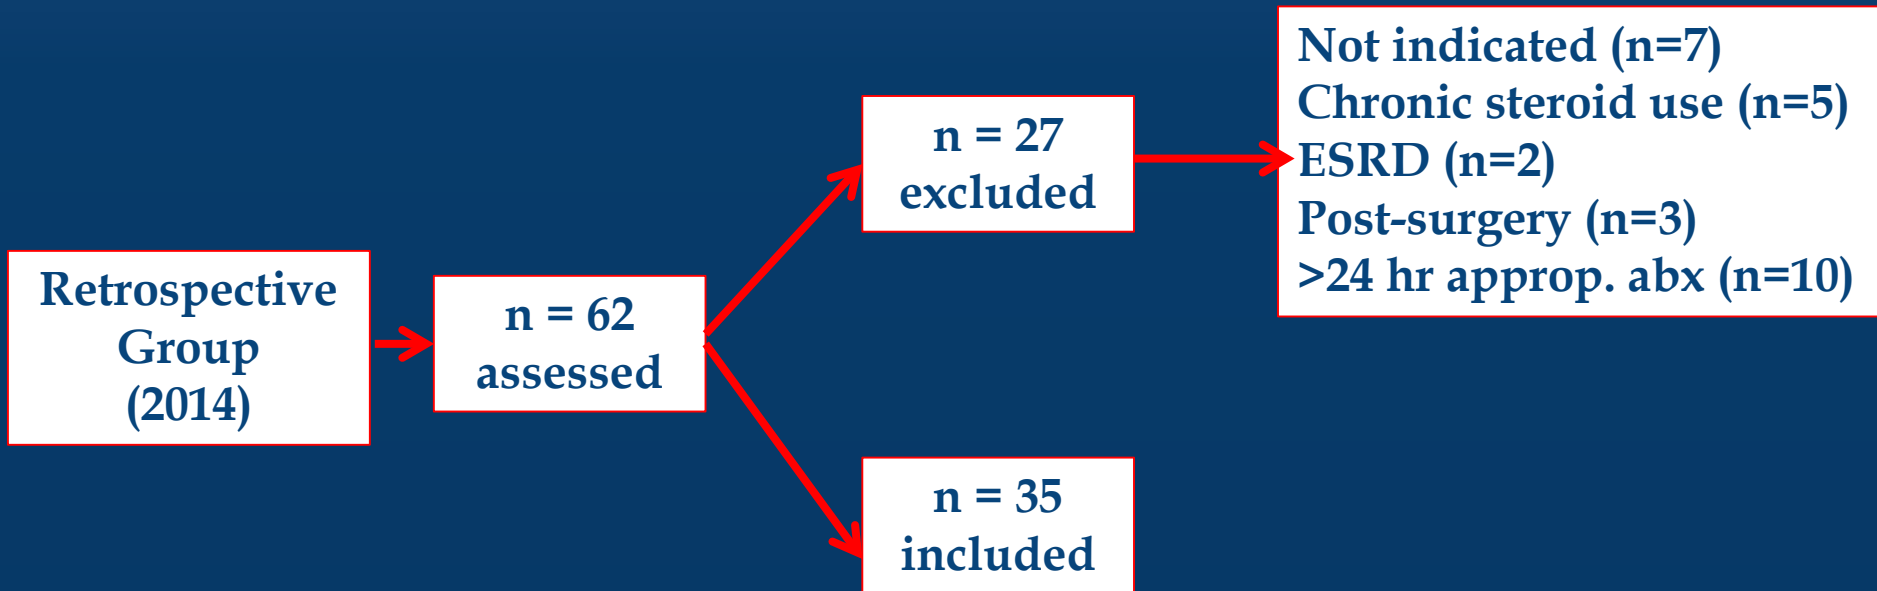 Retrospective
Group
(2014)
n = 62
assessed
n = 27
excluded
Not indicated (n=7)
Chronic steroid use (n=5)
ESRD (n=2)
Post-surgery (n=3)
>24 hr approp. abx (n=10)
n = 35
included